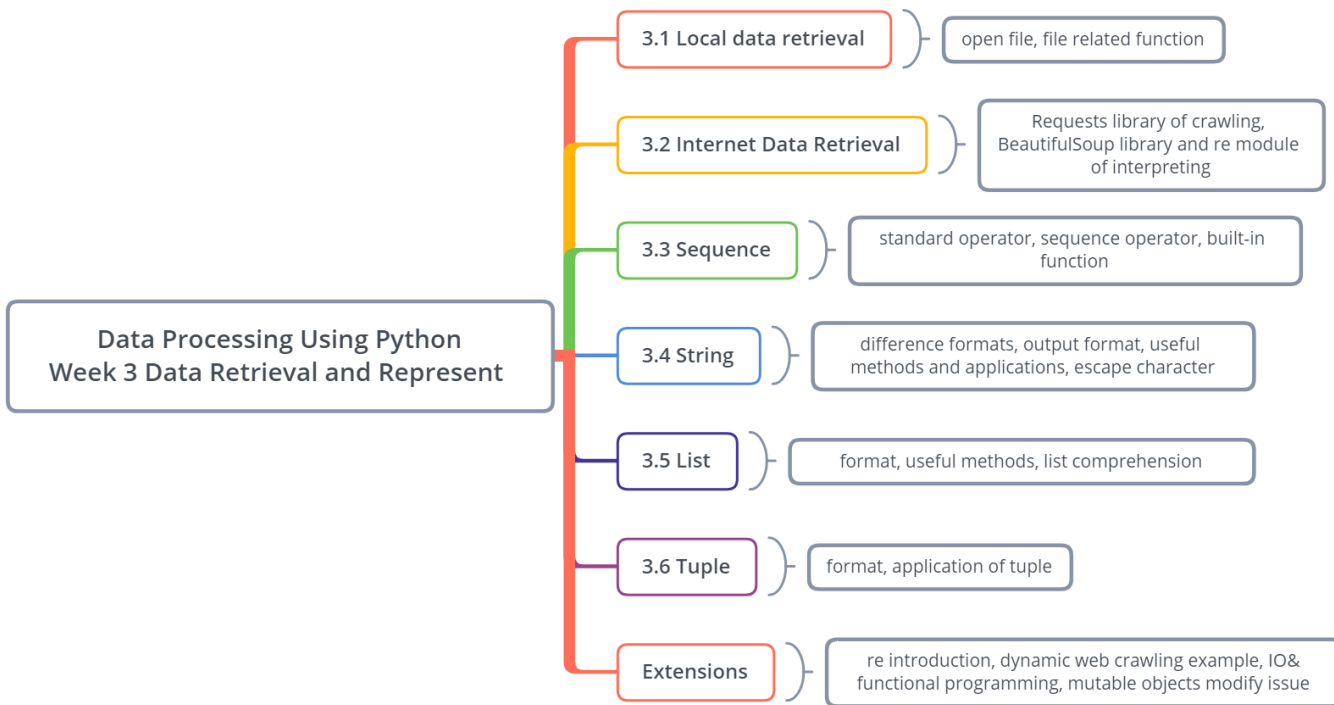 Data Processing Using Python
Week 3 Data Retrieval and Represent
3.1 Local data retrieval
open file, file related function
3.2 Internet Data Retrieval
Requests library of crawling,
BeautifulSoup library and re module
of interpreting
3.3 Sequence
standard operator, sequence operator, built-in
function
3.4 String
difference formats, output format, useful
methods and applications, escape character
3.5 List
format, useful methods, list comprehension
3.6 Tuple
format, application of tuple
Extensions
re introduction, dynamic web crawling example, IO&
functional programming, mutable objects modify issue